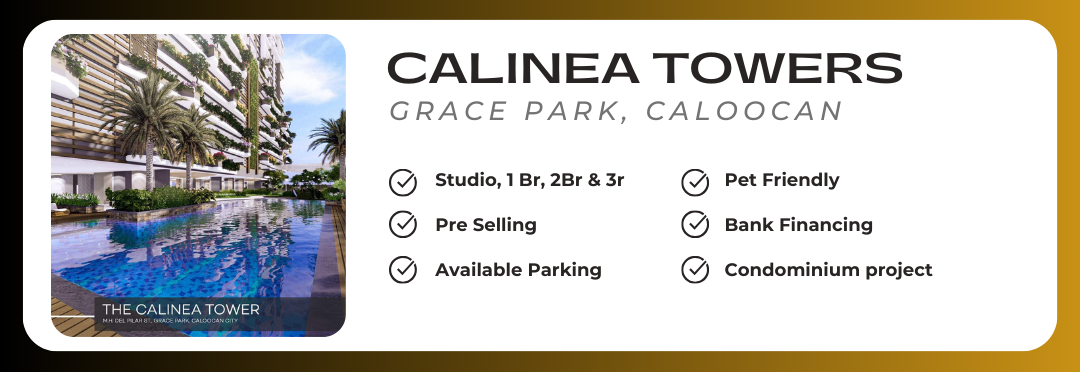 CALINEA TOWERS
GRACE PARK, CALOOCAN
Studio, 1 Br, 2Br & 3r
Pre Selling
Available Parking
Pet Friendly
Bank Financing
Condominium project
THE CALINEA TOWER
M.H. DEL PILAR ST., GRACE PARK, CALOOCAN CITY